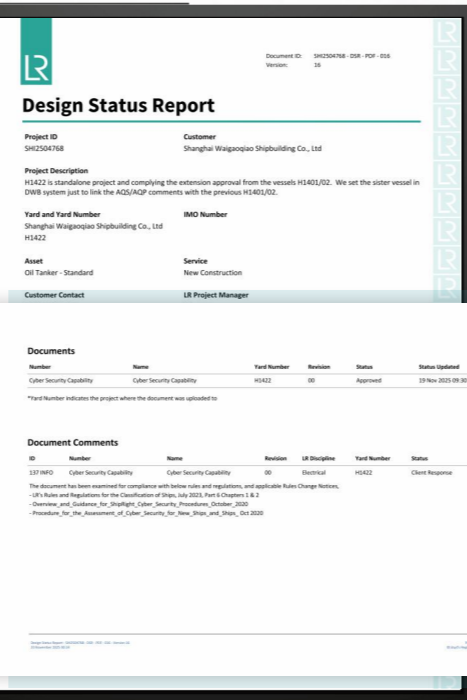 LR
Document ID: SHI2504768 - DSR - PDF - 016
Version: 16
Design Status Report
Project ID Customer
SHI2504768 Shanghai Waigaoqiao Shipbuilding Co., Ltd
Project Description
H1422 is standalone project and complying the extension approval from the vessels H1401/02. We set the sister vessel in
DWB system just to link the AQS/AQP comments with the previous H1401/02.
Yard and Yard Number IMO Number
Shanghai Waigaoqiao Shipbuilding Co., Ltd
H1422
Asset Service
Oil Tanker - Standard New Construction
Customer Contact LR Project Manager
Documents
Number Name Yard Number Revision Status Status Updated
Cyber Security Capability Cyber Security Capability H1422 00 Approved 19 Nov 2025 09:30
*Yard Number indicates the project where the document was uploaded to
Document Comments
ID Number Name Revision LR Discipline Yard Number Status
137 INFO Cyber Security Capability Cyber Security Capability 00 Electrical H1422 Client Response
The document has been examined for compliance with below rules and regulations, and applicable Rules Change Notices,
- LR's Rules and Regulations for the Classification of Ships, July 2023, Part 6 Chapters 1 & 2
- Overview_and_Guidance_for_ShipRight_Cyber_Security_Procedures_October_2020
- Procedure_for_the_Assessment_of_Cyber_Security_for_New_Ships_and_Ships_ Oct 2020